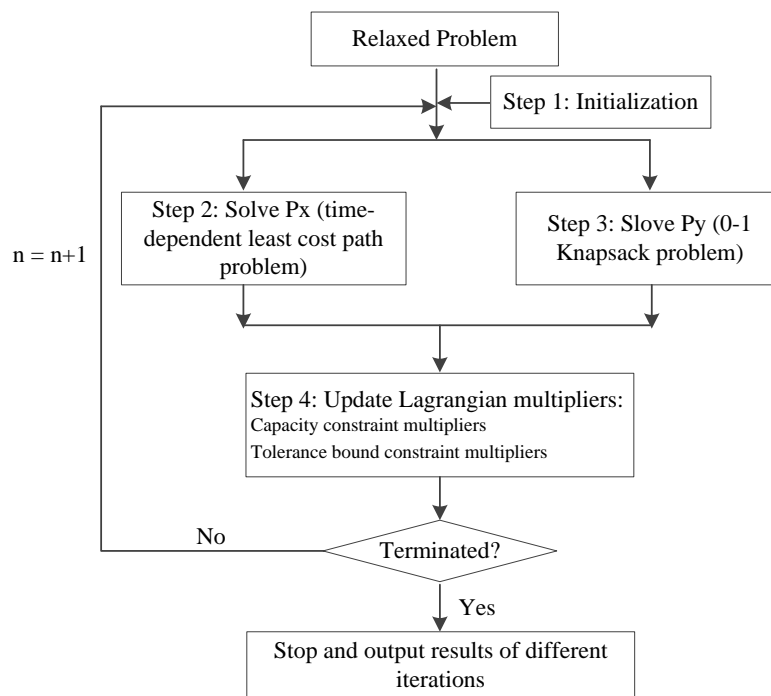 Relaxed Problem
Step 1: Initialization
Step 2: Solve Px (time-
dependent least cost path
problem)
Step 3: Slove Py (0-1
Knapsack problem)
n = n+1
Step 4: Update Lagrangian multipliers:
Capacity constraint multipliers
Tolerance bound constraint multipliers
No
Terminated?
Yes
Stop and output results of different
iterations